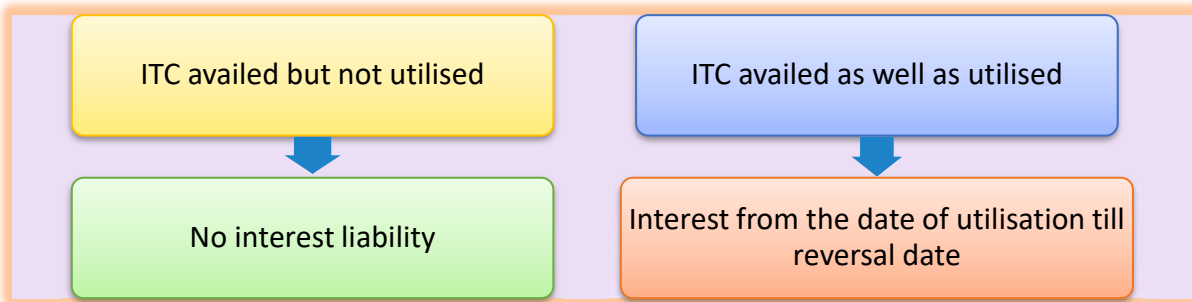 ITC availed but not utilised
ITC availed as well as utilised
No interest liability
Interest from the date of utilisation till
reversal date